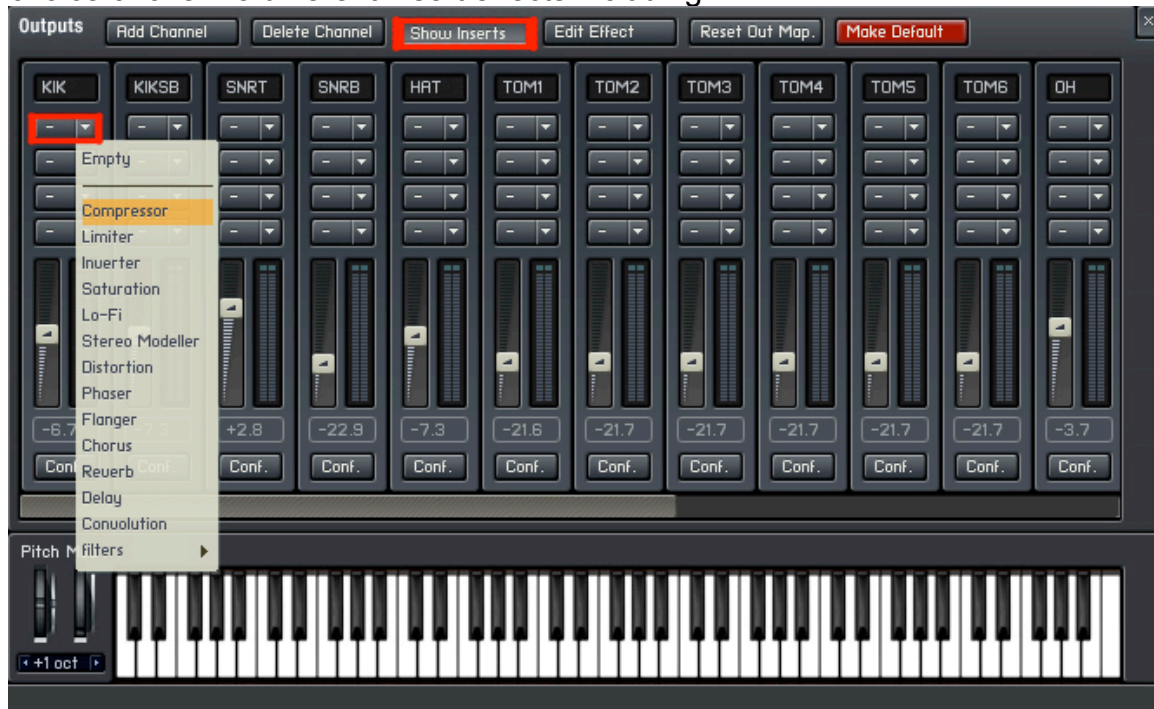 Outputs Add Channel Delete Channel Show Inserts Edit Effect Reset Out Map. Make Default
KIK KIKSB SNRT SNRB HAT TOM1 TOM2 TOM3 TOM4 TOM5 TOM6 OH
Empty
Compressor
Limiter
Inverter
Saturation
Lo-Fi
Stereo Modeller
Distortion
Phaser
Flanger
Chorus
Reverb
Delay
Convolution
filters
-6.7 +2.8 -22.9 -7.3 -21.6 -21.7 -21.7 -21.7 -21.7 -21.7 -3.7
Conf. Conf. Conf. Conf. Conf. Conf. Conf. Conf. Conf. Conf.
Pitch
+1 oct